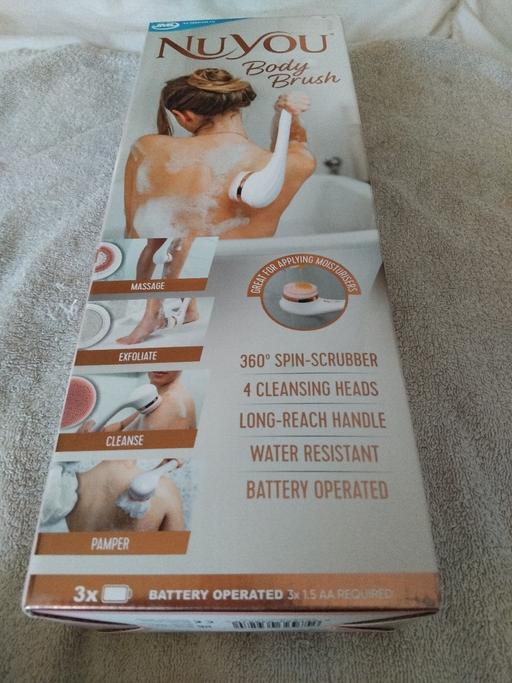 JML
NUYOU
Body
Brush
MASSAGE
GREAT FOR APPLYING MOISTURISERS
EXFOLIATE
CLEANSE
PAMPER
360° SPIN-SCRUBBER
4 CLEANSING HEADS
LONG-REACH HANDLE
WATER RESISTANT
BATTERY OPERATED
3x BATTERY OPERATED 3x 1.5 AA REQUIRED